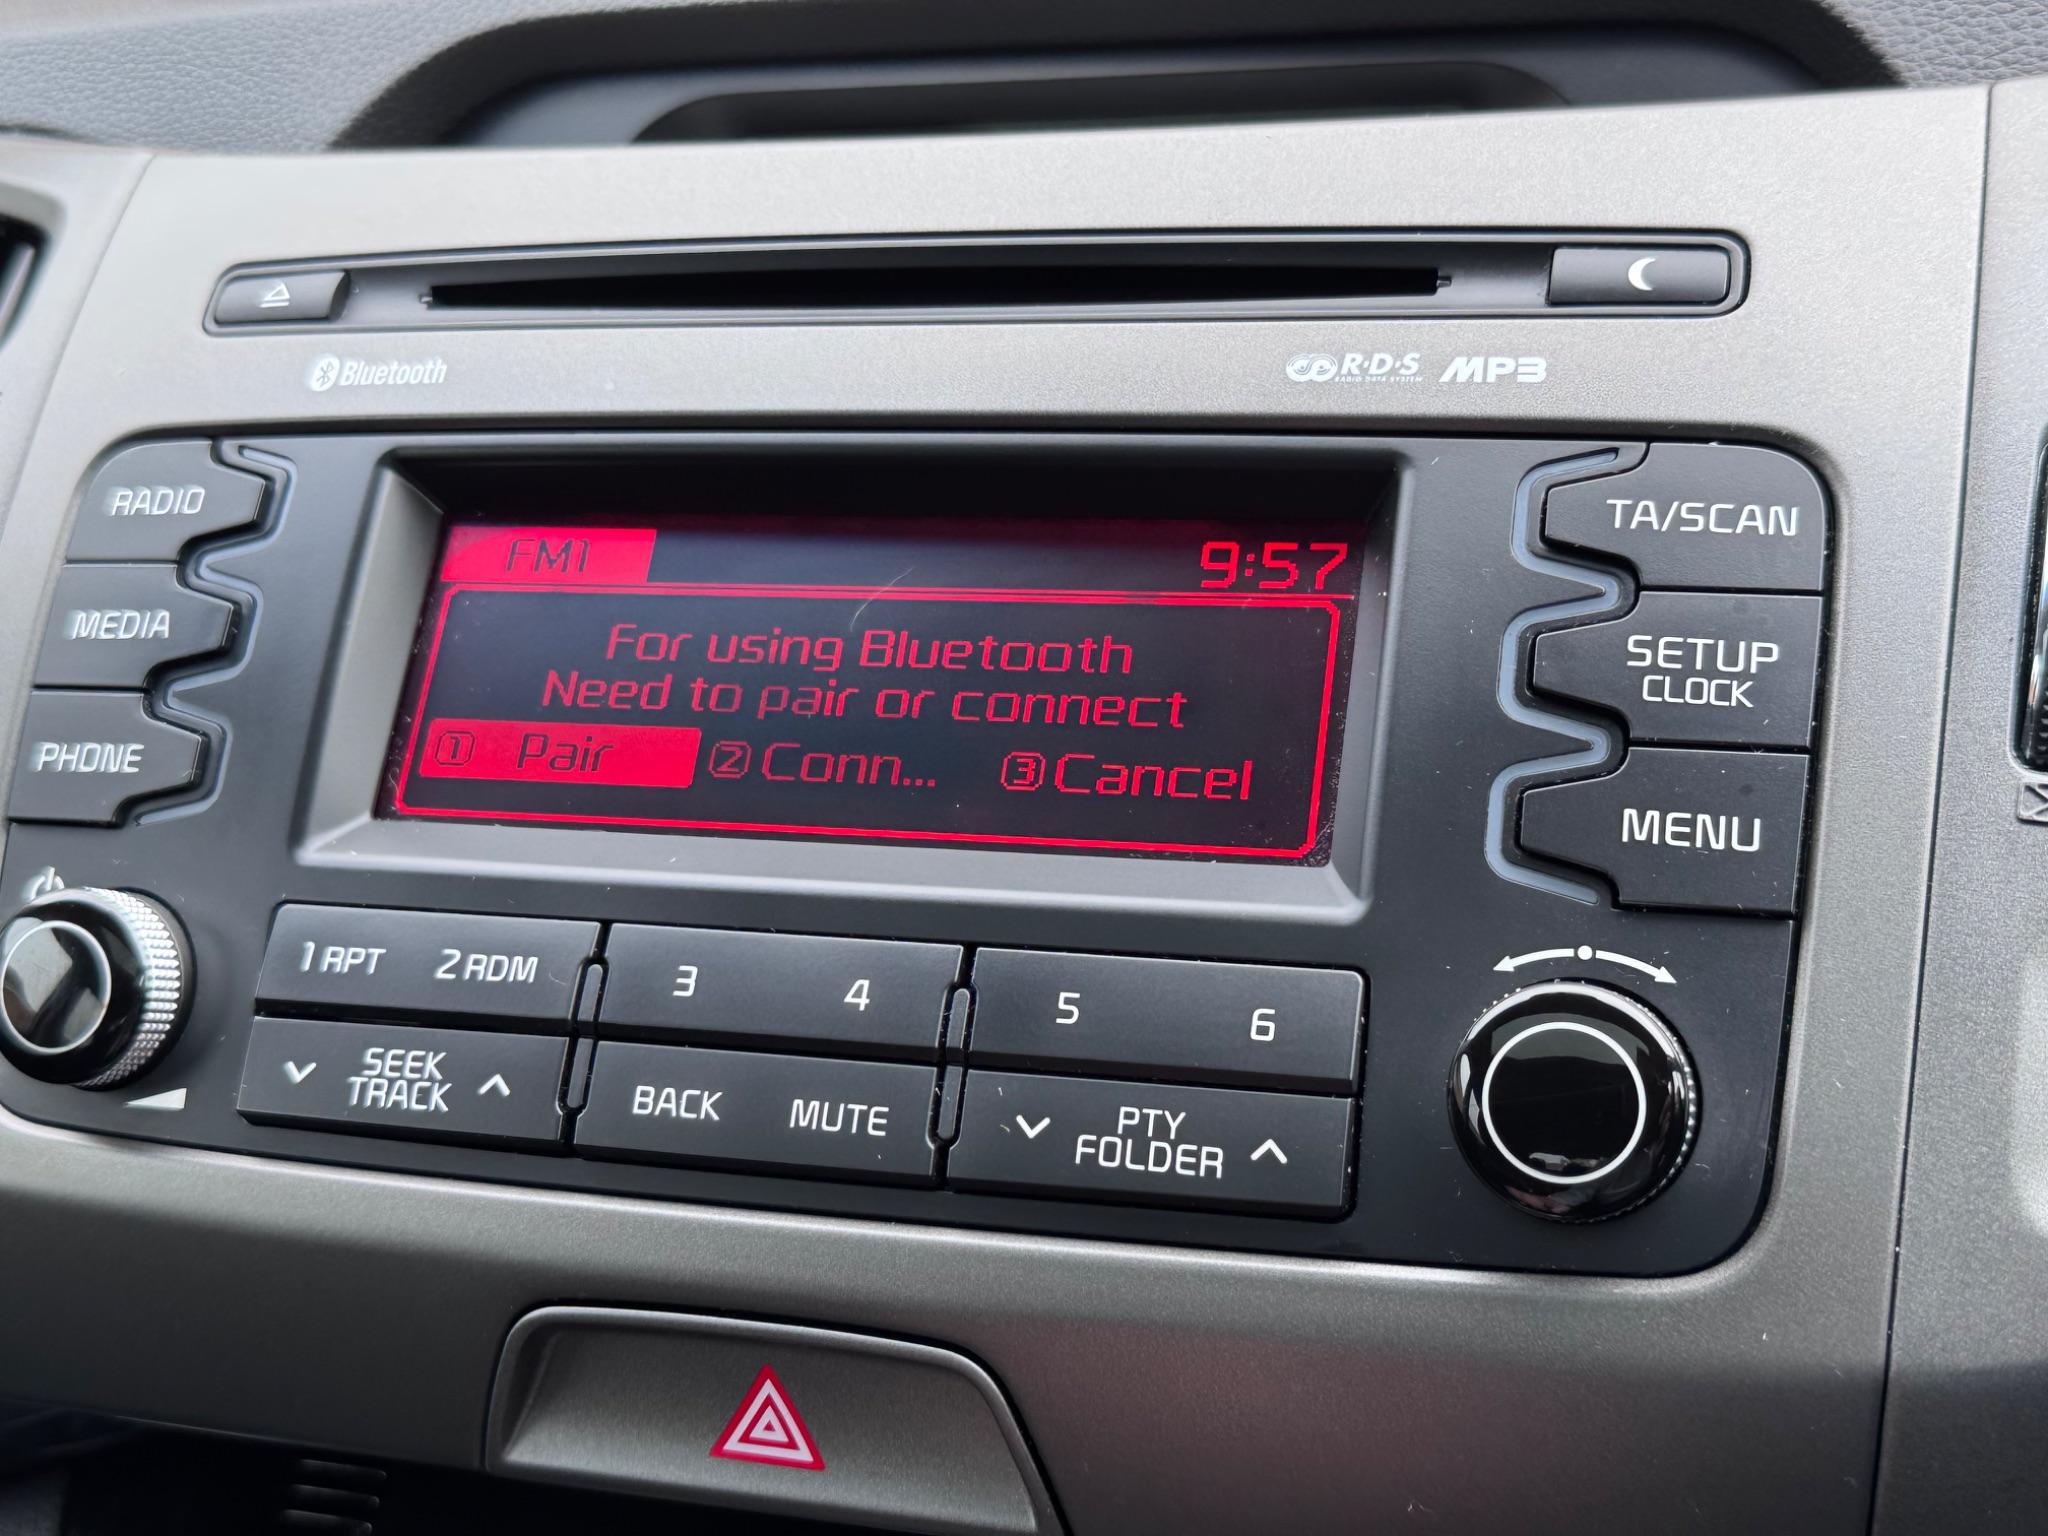 Bluetooth
R·D·S
RADIO DATA SYSTEM
MP3
RADIO
MEDIA
PHONE
FM1
9:57
For using Bluetooth
Need to pair or connect
1 Pair
2 Conn...
3 Cancel
TA/SCAN
SETUP
CLOCK
MENU
1 RPT
2 RDM
3
4
5
6
SEEK
TRACK
BACK
MUTE
PTY
FOLDER